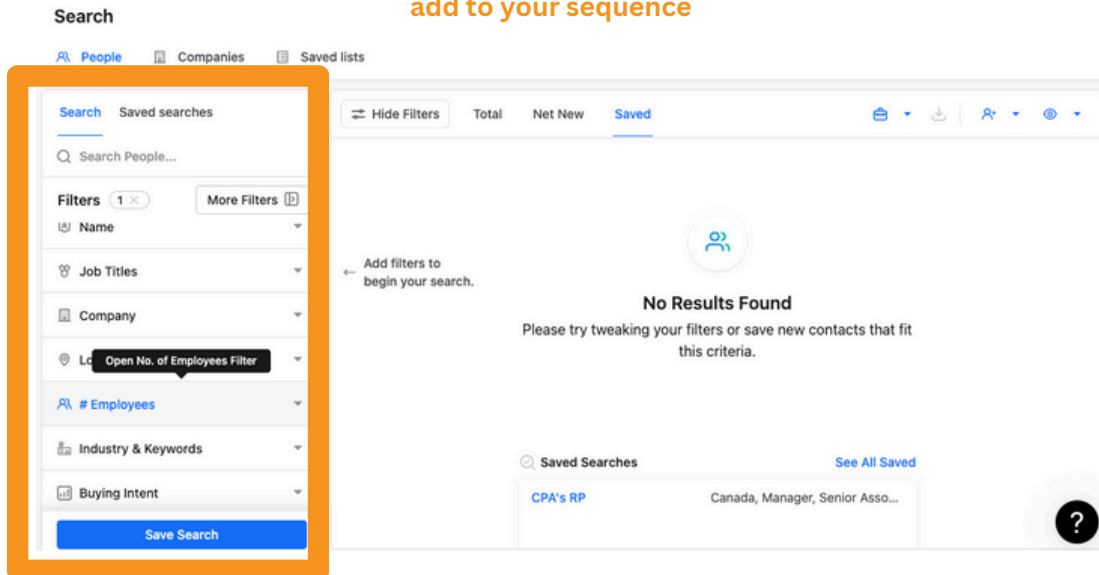 add to your sequence
Search
People Companies Saved lists
Search Saved searches
Search People...
Filters 1 × More Filters
Name
Job Titles
Company
Lo
Open No. of Employees Filter
# Employees
Industry & Keywords
Buying Intent
Save Search
Hide Filters Total Net New Saved
← Add filters to
begin your search.
No Results Found
Please try tweaking your filters or save new contacts that fit
this criteria.
Saved Searches See All Saved
CPA's RP Canada, Manager, Senior Asso...
?